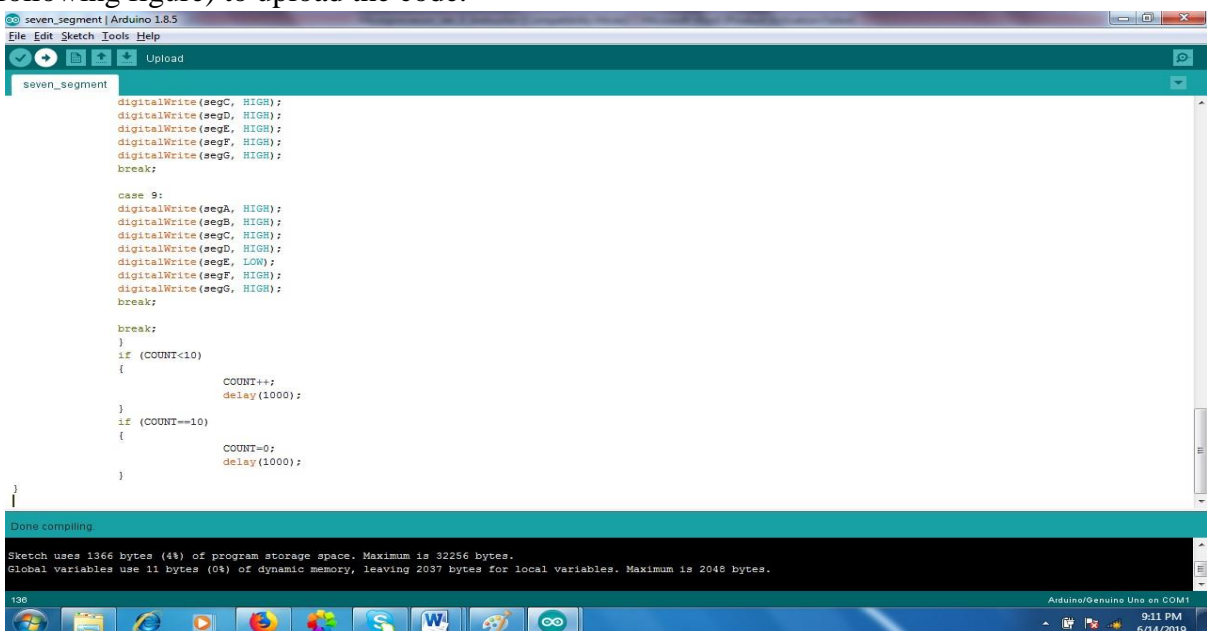 following figure) to upload the code.
seven_segment | Arduino 1.8.5
File Edit Sketch Tools Help
Upload
seven_segment
digitalWrite(segC, HIGH);
digitalWrite(segD, HIGH);
digitalWrite(segE, HIGH);
digitalWrite(segF, HIGH);
digitalWrite(segG, HIGH);
break;
case 9:
digitalWrite(segA, HIGH);
digitalWrite(segB, HIGH);
digitalWrite(segC, HIGH);
digitalWrite(segD, HIGH);
digitalWrite(segE, LOW);
digitalWrite(segF, HIGH);
digitalWrite(segG, HIGH);
break;
break;
}
if (COUNT<10)
{
COUNT++;
delay(1000);
}
if (COUNT==10)
{
COUNT=0;
delay(1000);
}
}
Done compiling.
Sketch uses 1366 bytes (4%) of program storage space. Maximum is 32256 bytes.
Global variables use 11 bytes (0%) of dynamic memory, leaving 2037 bytes for local variables. Maximum is 2048 bytes.
136
Arduino/Genuino Uno on COM1
9:11 PM
6/14/2019